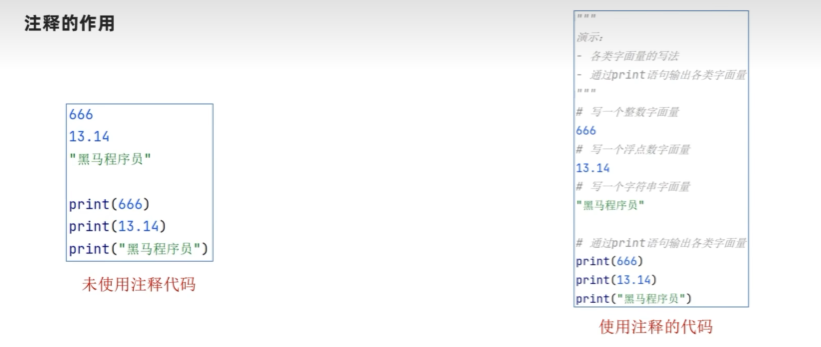 注释的作用
666
13.14
"黑马程序员"
print(666)
print(13.14)
print("黑马程序员")
未使用注释代码
"""
演示：
- 各类字面量的写法
- 通过print语句输出各类字面量
"""
# 写一个整数字面量
666
# 写一个浮点数字面量
13.14
# 写一个字符串字面量
"黑马程序员"
# 通过print语句输出各类字面量
print(666)
print(13.14)
print("黑马程序员")
使用注释的代码